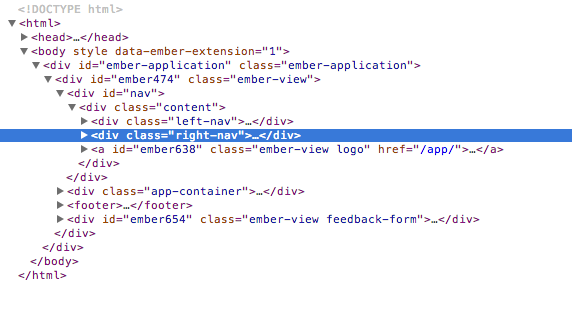 <!DOCTYPE html>
▼<html>
▶<head>…</head>
▼<body style data-ember-extension="1">
▼<div id="ember-application" class="ember-application">
▼<div id="ember474" class="ember-view">
▼<div id="nav">
▼<div class="content">
▶<div class="left-nav">…</div>
▶<div class="right-nav">…</div>
▶<a id="ember638" class="ember-view logo" href="/app/">…</a>
</div>
</div>
▶<div class="app-container">…</div>
▶<footer>…</footer>
▶<div id="ember654" class="ember-view feedback-form">…</div>
</div>
</div>
</body>
</html>